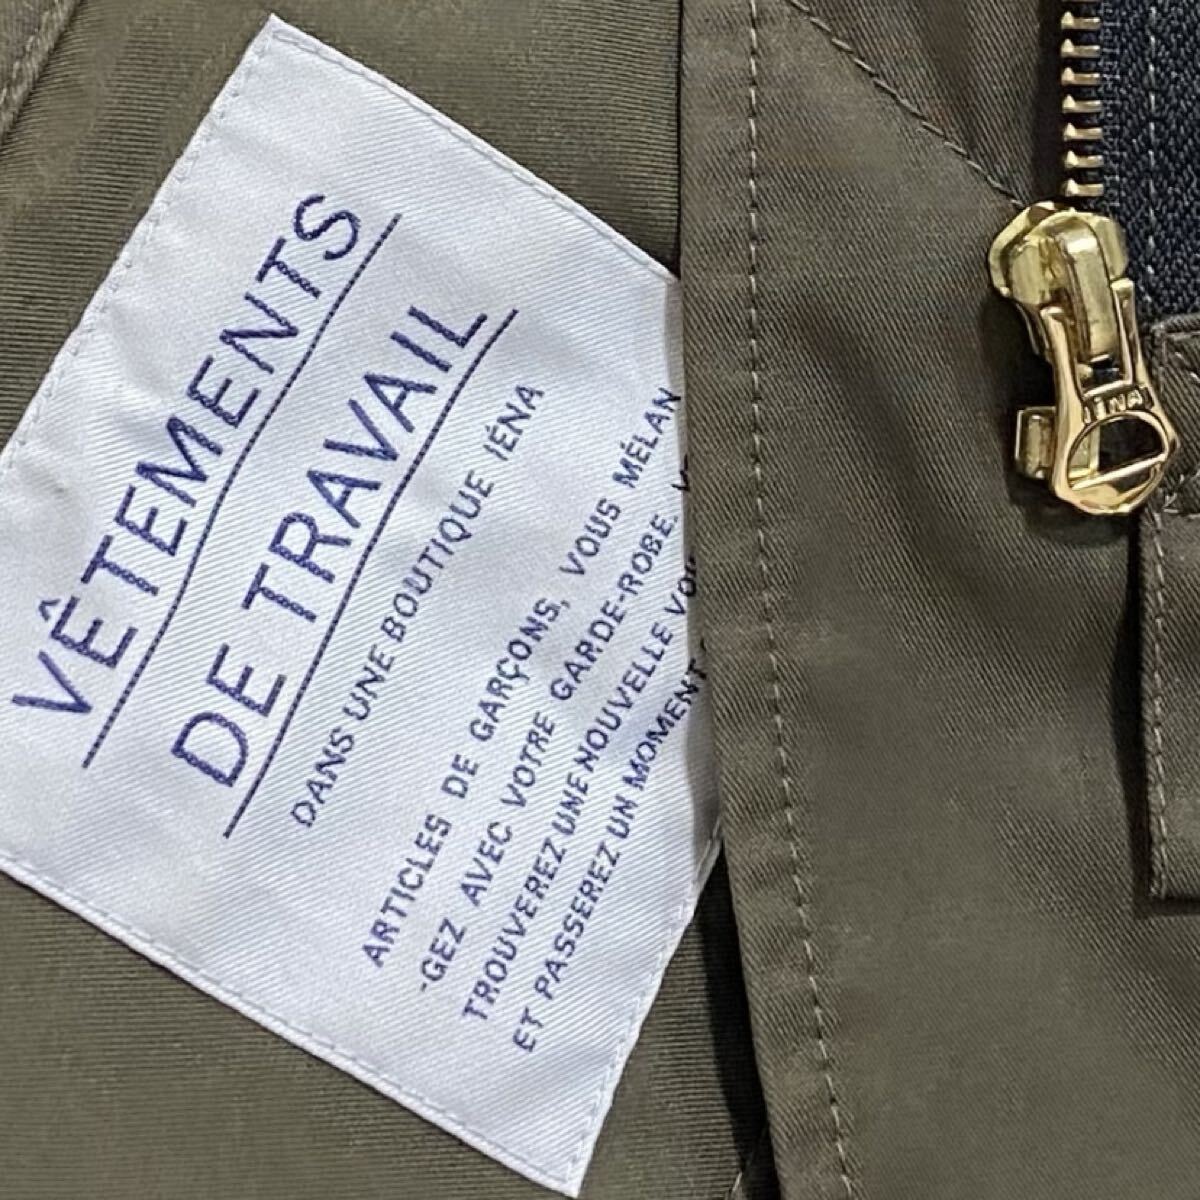 VÊTEMENTS
DE TRAVAIL
DANS UNE BOUTIQUE IÉNA
ARTICLES DE GARÇONS, VOUS MÉLAN
-GEZ AVEC VOTRE GARDE-ROBE.
TROUVEREZ UNE NOUVELLE
ET PASSEREZ UN MOMENT
IÉNA